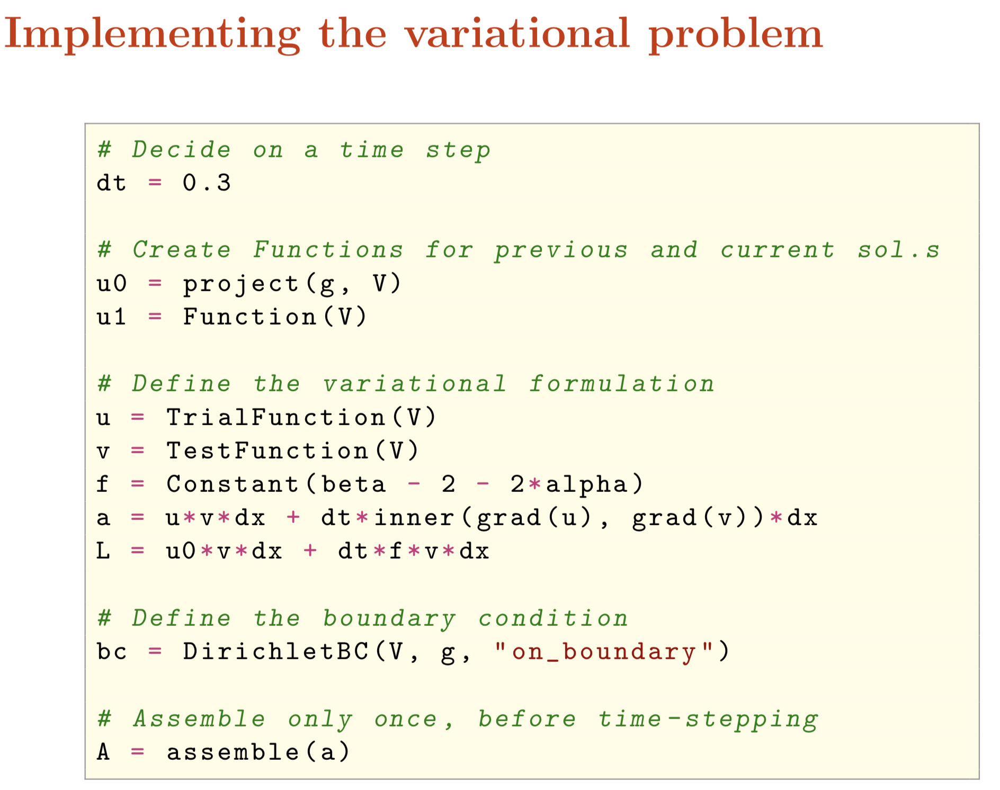 Implementing the variational problem
# Decide on a time step
dt = 0.3
# Create Functions for previous and current sol.s
u0 = project(g, V)
u1 = Function(V)
# Define the variational formulation
u = TrialFunction(V)
v = TestFunction(V)
f = Constant(beta - 2 - 2*alpha)
a = u*v*dx + dt*inner(grad(u), grad(v))*dx
L = u0*v*dx + dt*f*v*dx
# Define the boundary condition
bc = DirichletBC(V, g, "on_boundary")
# Assemble only once, before time-stepping
A = assemble(a)